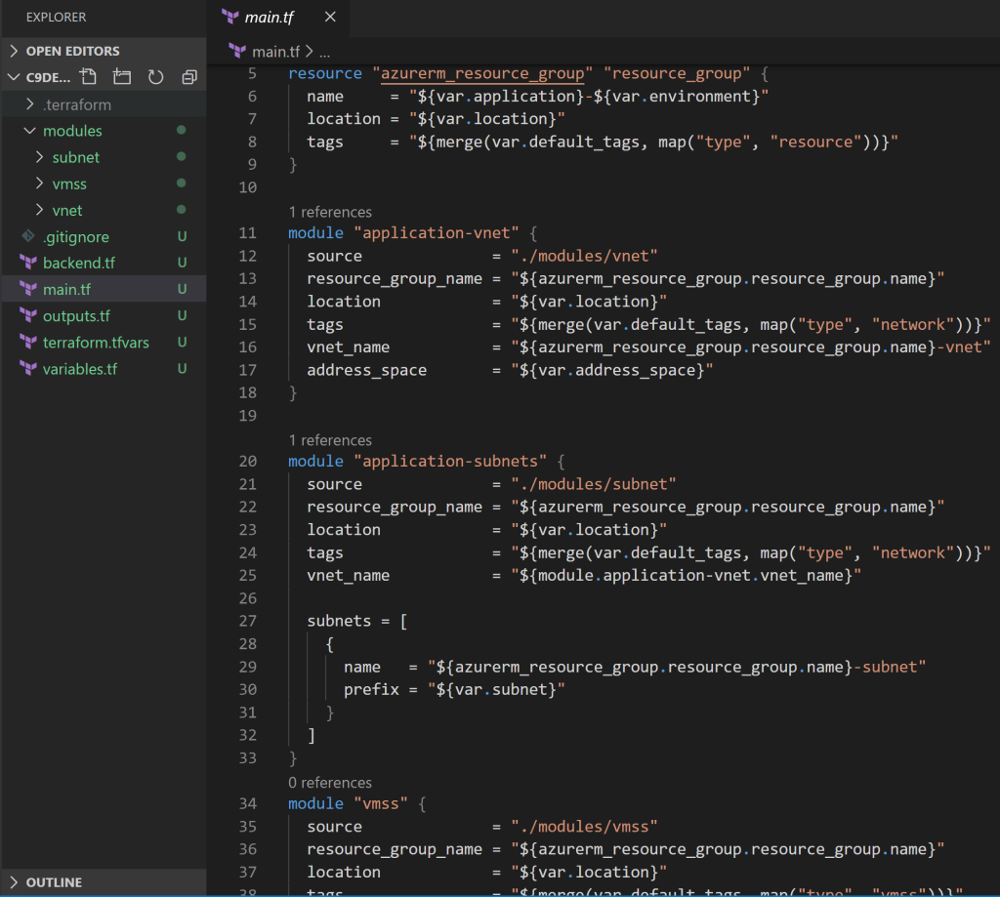 EXPLORER
OPEN EDITORS
C9DE...
.terraform
modules
subnet
vmss
vnet
.gitignore U
backend.tf U
main.tf U
outputs.tf U
terraform.tfvars U
variables.tf U
OUTLINE
main.tf
main.tf > ...
5 resource "azurerm_resource_group" "resource_group" {
6   name     = "${var.application}-${var.environment}"
7   location = "${var.location}"
8   tags     = "${merge(var.default_tags, map("type", "resource"))}"
9 }
10
1 references
11 module "application-vnet" {
12   source              = "./modules/vnet"
13   resource_group_name = "${azurerm_resource_group.resource_group.name}"
14   location            = "${var.location}"
15   tags                = "${merge(var.default_tags, map("type", "network"))}"
16   vnet_name           = "${azurerm_resource_group.resource_group.name}-vnet"
17   address_space       = "${var.address_space}"
18 }
19
1 references
20 module "application-subnets" {
21   source              = "./modules/subnet"
22   resource_group_name = "${azurerm_resource_group.resource_group.name}"
23   location            = "${var.location}"
24   tags                = "${merge(var.default_tags, map("type", "network"))}"
25   vnet_name           = "${module.application-vnet.vnet_name}"
26
27   subnets = [
28     {
29       name   = "${azurerm_resource_group.resource_group.name}-subnet"
30       prefix = "${var.subnet}"
31     }
32   ]
33 }
0 references
34 module "vmss" {
35   source              = "./modules/vmss"
36   resource_group_name = "${azurerm_resource_group.resource_group.name}"
37   location            = "${var.location}"
38   tags                = "${merge(var.default_tags, map("type", "vmss"))}"